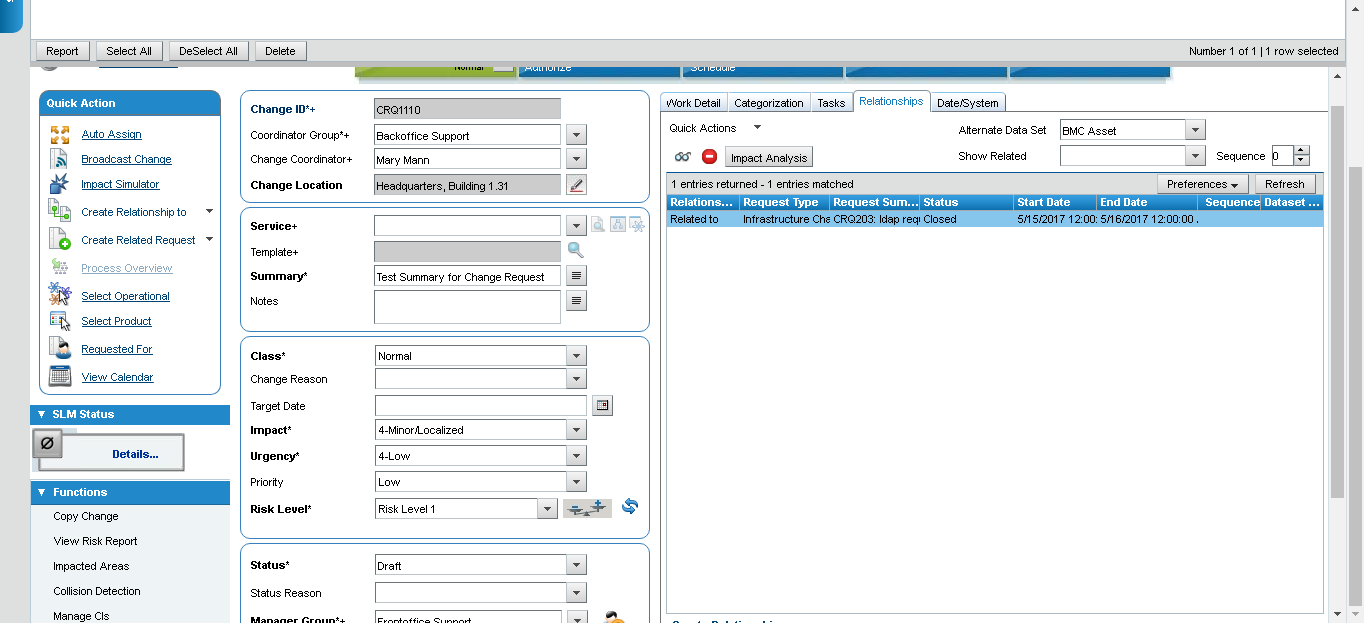 Report Select All DeSelect All Delete Number 1 of 1 | 1 row selected
Normal Authorize Schedule
Quick Action
Auto Assign
Broadcast Change
Impact Simulator
Create Relationship to
Create Related Request
Process Overview
Select Operational
Select Product
Requested For
View Calendar
SLM Status
Details...
Functions
Copy Change
View Risk Report
Impacted Areas
Collision Detection
Manage CIs
Change ID*+ CRQ1110
Coordinator Group*+ Backoffice Support
Change Coordinator+ Mary Mann
Change Location Headquarters, Building 1.31
Service+
Template+
Summary* Test Summary for Change Request
Notes
Class* Normal
Change Reason
Target Date
Impact* 4-Minor/Localized
Urgency* 4-Low
Priority Low
Risk Level* Risk Level 1
Status* Draft
Status Reason
Manager Group*+ Frontoffice Support
Work Detail Categorization Tasks Relationships Date/System
Quick Actions Alternate Data Set BMC Asset
Impact Analysis Show Related Sequence 0
1 entries returned - 1 entries matched Preferences Refresh
Relations... Request Type Request Sum... Status Start Date End Date Sequence Dataset ...
Related to Infrastructure Cha CRQ203: ldap requ Closed 5/15/2017 12:00: 5/16/2017 12:00:00 .